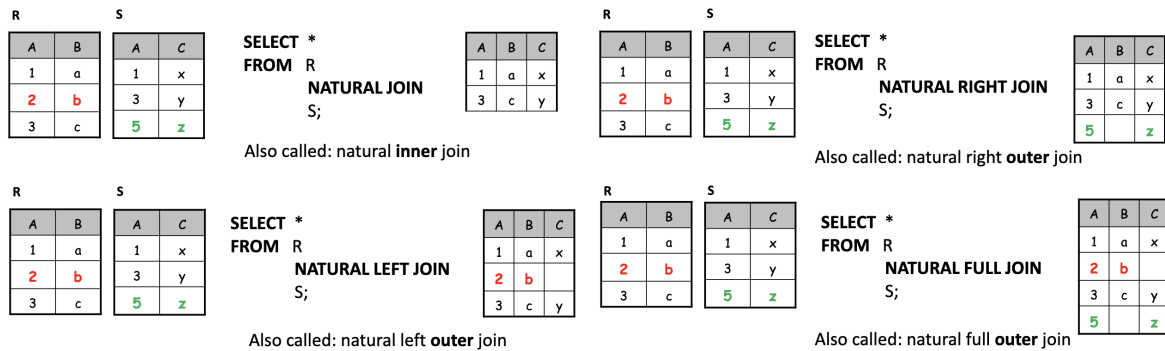 R S
A B A C
1 a 1 x
2 b 3 y
3 c 5 z
SELECT *
FROM R
NATURAL JOIN
S;
A B C
1 a x
3 c y
Also called: natural inner join
R S
A B A C
1 a 1 x
2 b 3 y
3 c 5 z
SELECT *
FROM R
NATURAL RIGHT JOIN
S;
A B C
1 a x
3 c y
5 z
Also called: natural right outer join
R S
A B A C
1 a 1 x
2 b 3 y
3 c 5 z
SELECT *
FROM R
NATURAL LEFT JOIN
S;
A B C
1 a x
2 b
3 c y
Also called: natural left outer join
R S
A B A C
1 a 1 x
2 b 3 y
3 c 5 z
SELECT *
FROM R
NATURAL FULL JOIN
S;
A B C
1 a x
2 b
3 c y
5 z
Also called: natural full outer join